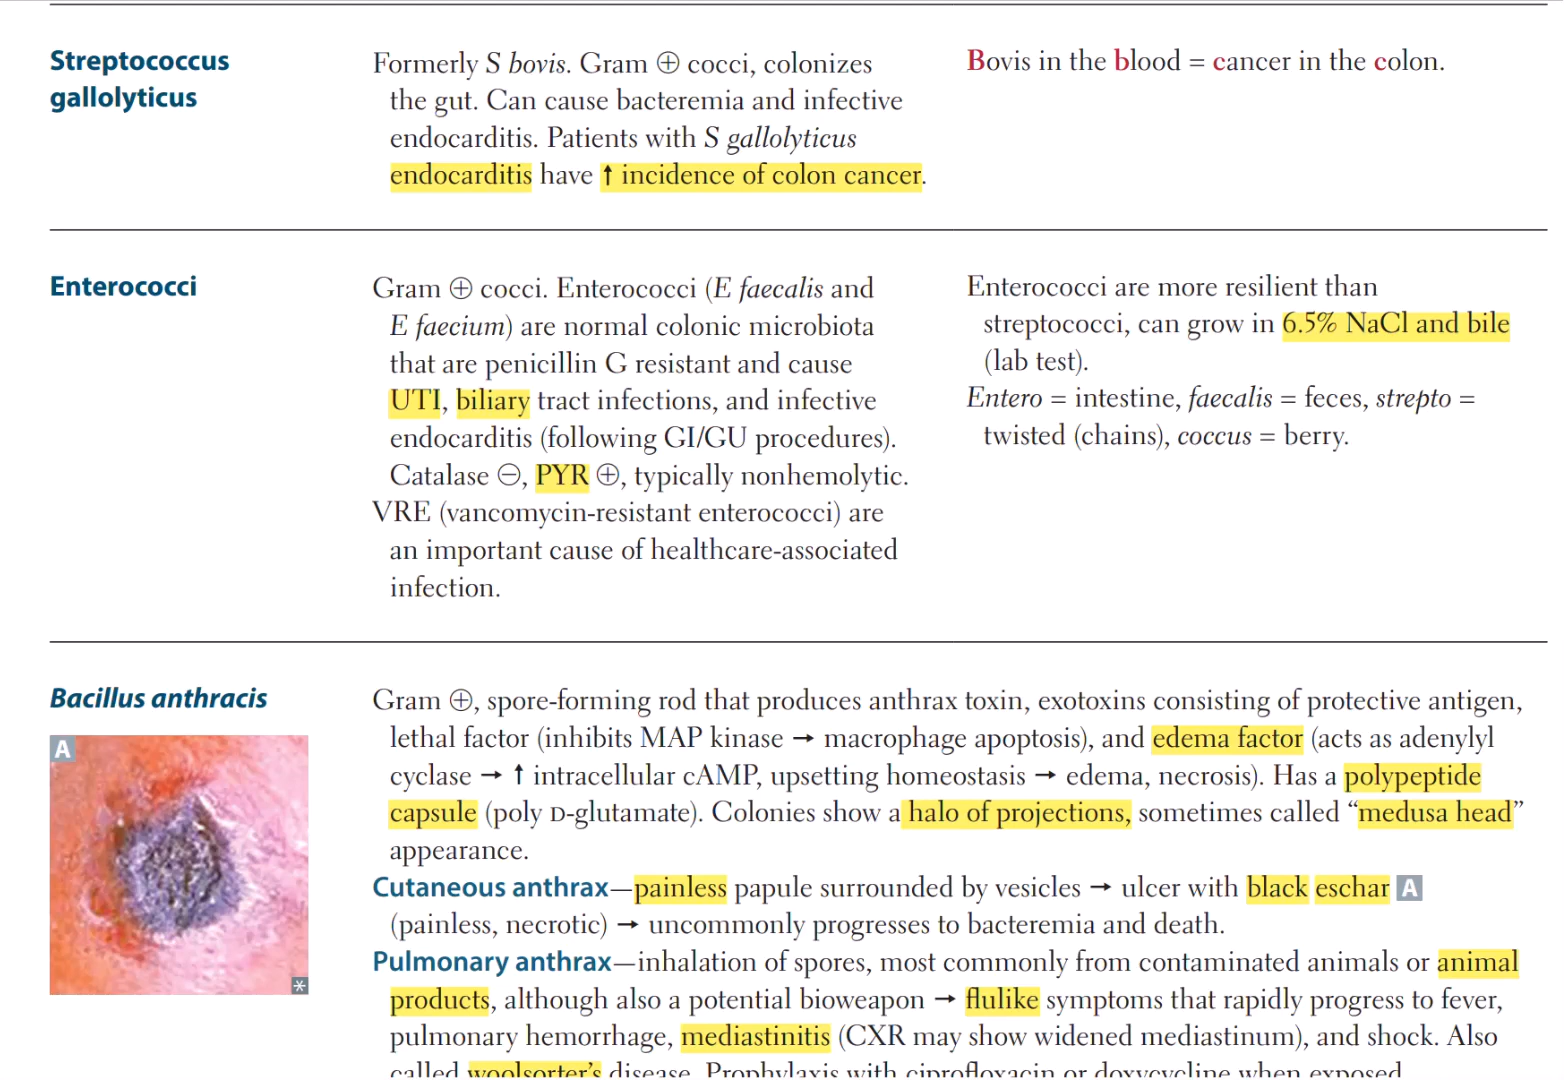 Streptococcus
gallolyticus
Formerly S bovis. Gram ⊕ cocci, colonizes
the gut. Can cause bacteremia and infective
endocarditis. Patients with S gallolyticus
endocarditis have ↑ incidence of colon cancer.
Bovis in the blood = cancer in the colon.
Enterococci
Gram ⊕ cocci. Enterococci (E faecalis and
E faecium) are normal colonic microbiota
that are penicillin G resistant and cause
UTI, biliary tract infections, and infective
endocarditis (following GI/GU procedures).
Catalase ⊖, PYR ⊕, typically nonhemolytic.
VRE (vancomycin-resistant enterococci) are
an important cause of healthcare-associated
infection.
Enterococci are more resilient than
streptococci, can grow in 6.5% NaCl and bile
(lab test).
Entero = intestine, faecalis = feces, strepto =
twisted (chains), coccus = berry.
Bacillus anthracis
A
Gram ⊕, spore-forming rod that produces anthrax toxin, exotoxins consisting of protective antigen,
lethal factor (inhibits MAP kinase → macrophage apoptosis), and edema factor (acts as adenylyl
cyclase → ↑ intracellular cAMP, upsetting homeostasis → edema, necrosis). Has a polypeptide
capsule (poly D-glutamate). Colonies show a halo of projections, sometimes called “medusa head”
appearance.
Cutaneous anthrax—painless papule surrounded by vesicles → ulcer with black eschar A
(painless, necrotic) → uncommonly progresses to bacteremia and death.
Pulmonary anthrax—inhalation of spores, most commonly from contaminated animals or animal
products, although also a potential bioweapon → flulike symptoms that rapidly progress to fever,
pulmonary hemorrhage, mediastinitis (CXR may show widened mediastinum), and shock. Also
called woolsorter’s disease. Prophylaxis with ciprofloxacin or doxycycline when exposed.